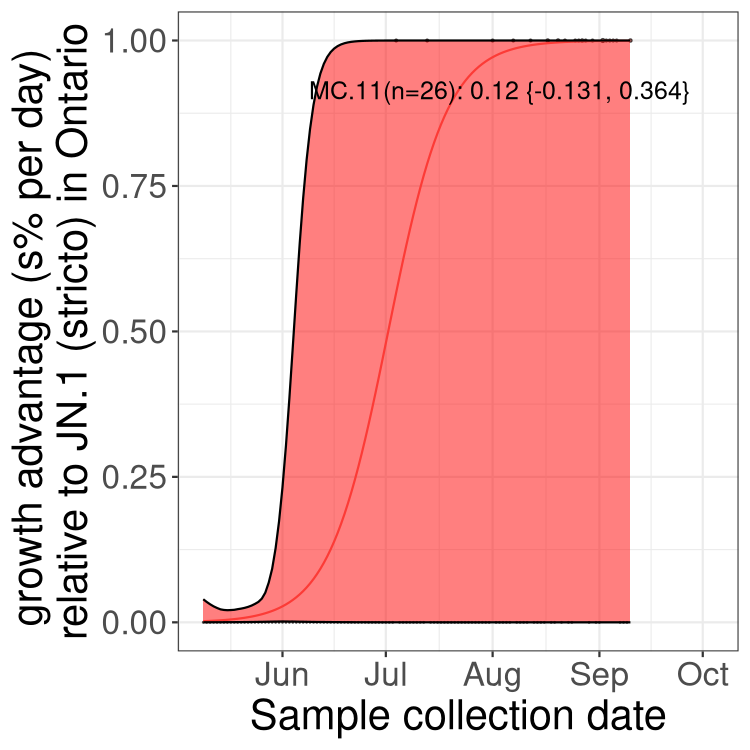 growth advantage (s% per day)
relative to JN.1 (stricto) in Ontario
1.00
0.75
0.50
0.25
0.00
MC.11(n=26): 0.12 {-0.131, 0.364}
Jun Jul Aug Sep Oct
Sample collection date